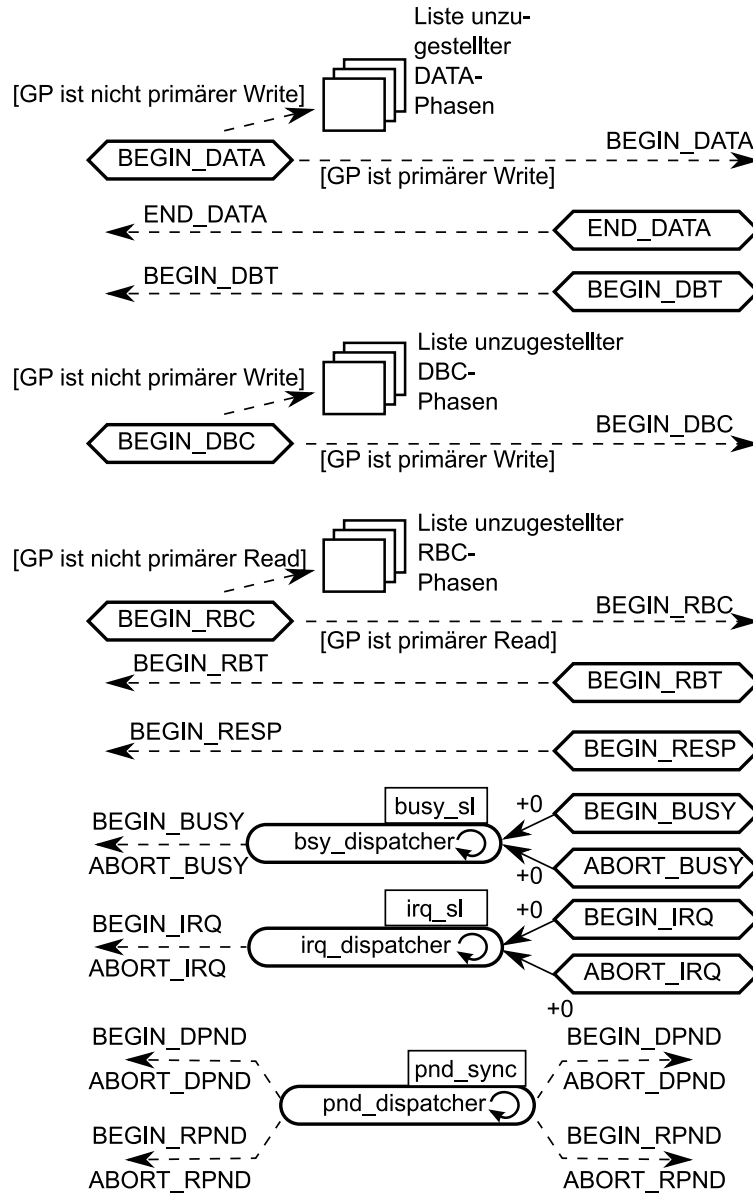 Liste unzu-
gestellter
DATA-
Phasen
[GP ist nicht primärer Write]
BEGIN_DATA
BEGIN_DATA
[GP ist primärer Write]
END_DATA
END_DATA
BEGIN_DBT
BEGIN_DBT
Liste unzugestellter
DBC-
Phasen
[GP ist nicht primärer Write]
BEGIN_DBC
BEGIN_DBC
[GP ist primärer Write]
Liste unzugestellter
RBC-
Phasen
[GP ist nicht primärer Read]
BEGIN_RBC
BEGIN_RBC
[GP ist primärer Read]
BEGIN_RBT
BEGIN_RBT
BEGIN_RESP
BEGIN_RESP
busy_sl
+0
BEGIN_BUSY
BEGIN_BUSY
bsy_dispatcher
ABORT_BUSY
+0
ABORT_BUSY
irq_sl
+0
BEGIN_IRQ
BEGIN_IRQ
irq_dispatcher
ABORT_IRQ
ABORT_IRQ
+0
BEGIN_DPND
BEGIN_DPND
ABORT_DPND
pnd_sync
ABORT_DPND
pnd_dispatcher
BEGIN_RPND
BEGIN_RPND
ABORT_RPND
ABORT_RPND